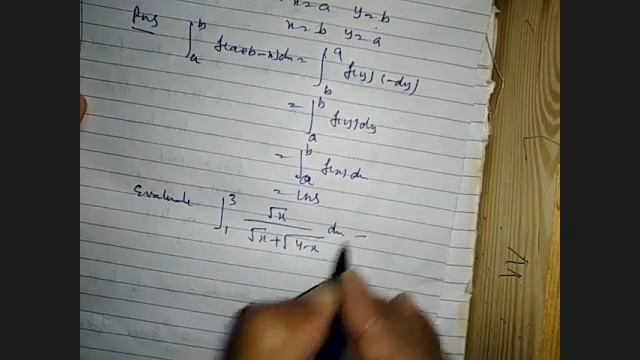 x=a y=b
x=b y=a
RHS ∫_a^b f(a+b-x)dx = ∫_b^a f(y)(-dy)
= ∫_a^b f(y)dy
= ∫_a^b f(x)dx
= LHS
Evaluate ∫_1^3 √x / (√x+√4-x) dx -